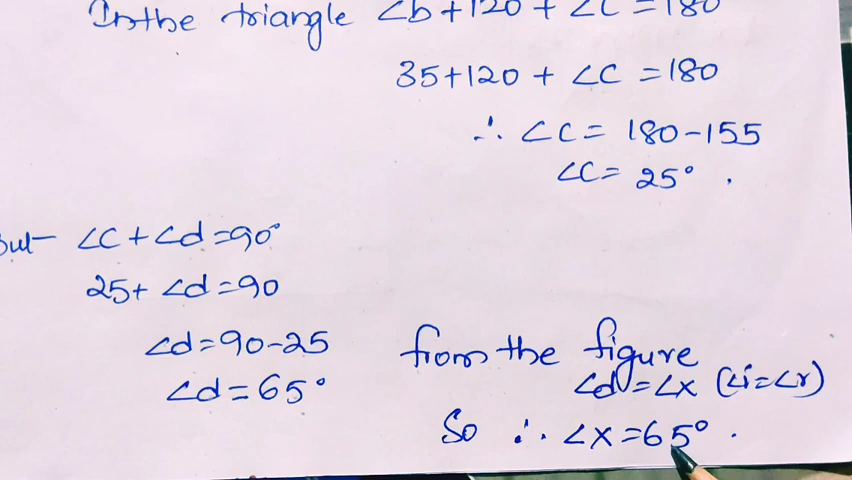 In the triangle ∠b+120+∠C=180
35+120+∠C=180
∴ ∠C= 180-155
∠C= 25° .
but ∠C+∠d=90°
25+∠d=90
∠d=90-25
∠d=65°
from the figure
∠d=∠x (∠i=∠r)
So ∴ ∠x=65° .